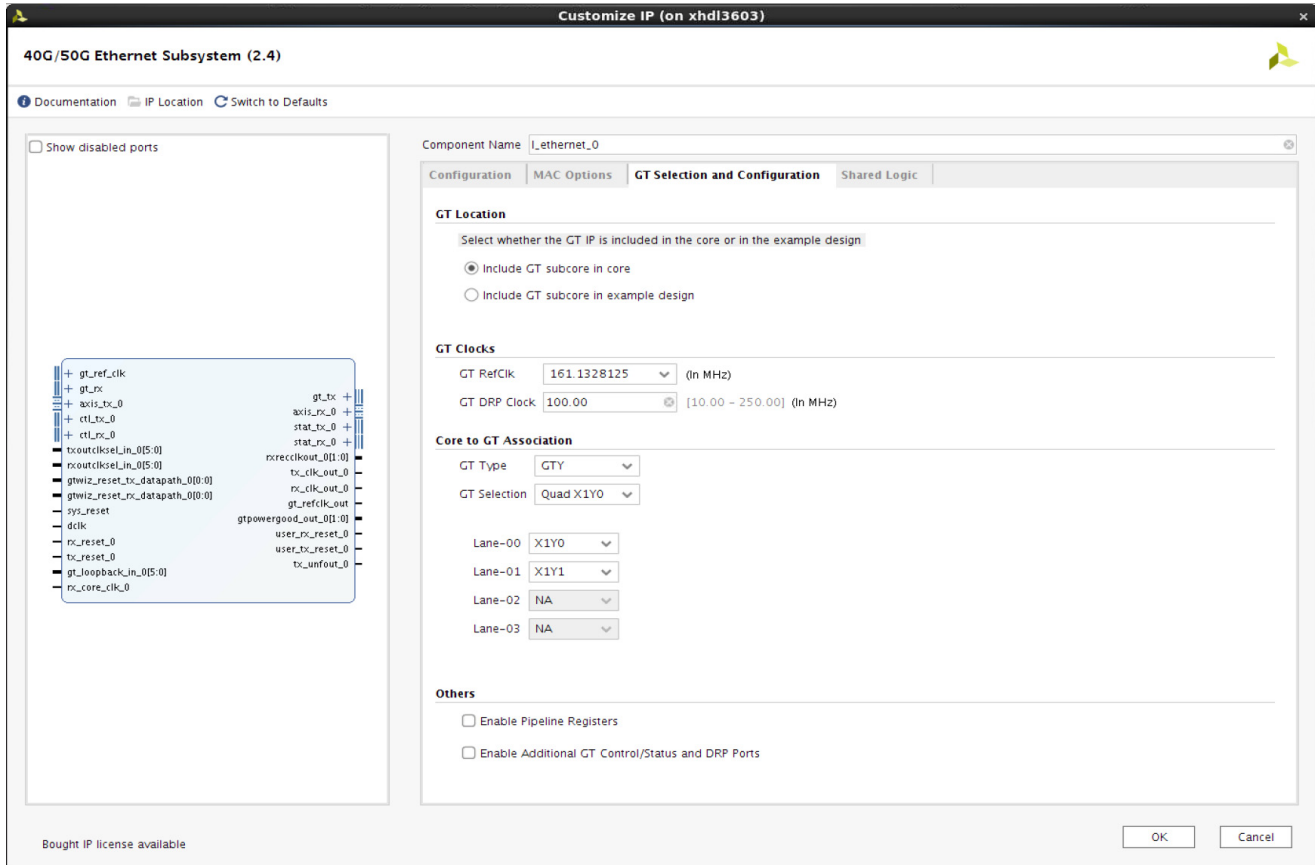 Customize IP (on xhdl3603)
40G/50G Ethernet Subsystem (2.4)
Documentation IP Location Switch to Defaults
Show disabled ports
gt_ref_clk
gt_rx
axis_tx_0
ctl_tx_0
ctl_rx_0
txoutclksel_in_0[5:0]
rxoutclksel_in_0[5:0]
gtwiz_reset_tx_datapath_0[0:0]
gtwiz_reset_rx_datapath_0[0:0]
sys_reset
dclk
rx_reset_0
tx_reset_0
gt_loopback_in_0[5:0]
rx_core_clk_0
gt_tx
axis_rx_0
stat_tx_0
stat_rx_0
rxrecclkout_0[1:0]
tx_clk_out_0
rx_clk_out_0
gt_refclk_out
gtpowergood_out_0[1:0]
user_rx_reset_0
user_tx_reset_0
tx_unfout_0
Component Name l_ethernet_0
Configuration MAC Options GT Selection and Configuration Shared Logic
GT Location
Select whether the GT IP is included in the core or in the example design
Include GT subcore in core
Include GT subcore in example design
GT Clocks
GT RefClk 161.1328125 (In MHz)
GT DRP Clock 100.00 [10.00 - 250.00] (In MHz)
Core to GT Association
GT Type GTY
GT Selection Quad X1Y0
Lane-00 X1Y0
Lane-01 X1Y1
Lane-02 NA
Lane-03 NA
Others
Enable Pipeline Registers
Enable Additional GT Control/Status and DRP Ports
Bought IP license available
OK Cancel